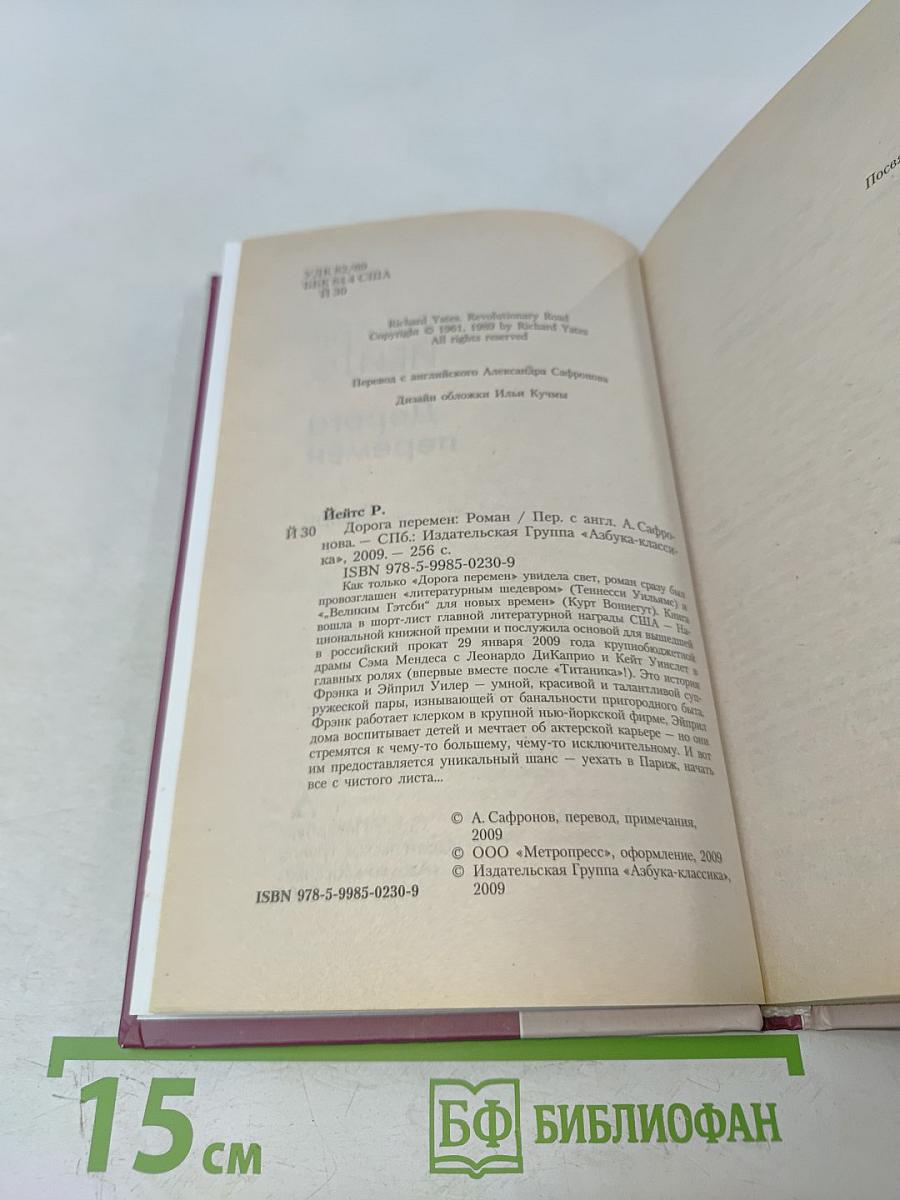 УДК 82/89
ББК 84.4 США
Й 30
Richard Yates. Revolutionary Road
Copyright © 1961, 1989 by Richard Yates
All rights reserved
Перевод с английского Александра Сафронова
Дизайн обложки Ильи Кучмы
Йейтс Р.
Й 30 Дорога перемен: Роман / Пер. с англ. А. Сафро-
нова. — СПб.: Издательская Группа «Азбука-класси-
ка», 2009. — 256 с.
ISBN 978-5-9985-0230-9
Как только «Дорога перемен» увидела свет, роман сразу был
провозглашен «литературным шедевром» (Теннесси Уильямс) и
«„Великим Гэтсби“ для новых времен» (Курт Воннегут). Книга
вошла в шорт-лист главной литературной награды США — На-
циональной книжной премии и послужила основой для вышедшей
в российский прокат 29 января 2009 года крупнобюджетной
драмы Сэма Мендеса с Леонардо ДиКаприо и Кейт Уинслет в
главных ролях (впервые вместе после «Титаника»!). Это история
Фрэнка и Эйприл Уилер — умной, красивой и талантливой суп-
ружеской пары, изнывающей от банальности пригородного быта.
Фрэнк работает клерком в крупной нью-йоркской фирме, Эйприл
дома воспитывает детей и мечтает об актерской карьере — но они
стремятся к чему-то большему, чему-то исключительному. И вот
им предоставляется уникальный шанс — уехать в Париж, начать
все с чистого листа...
© А. Сафронов, перевод, примечания,
2009
© ООО «Метропресс», оформление, 2009
© Издательская Группа «Азбука-классика»,
2009
ISBN 978-5-9985-0230-9
15 см
БФ БИБЛИОФАН